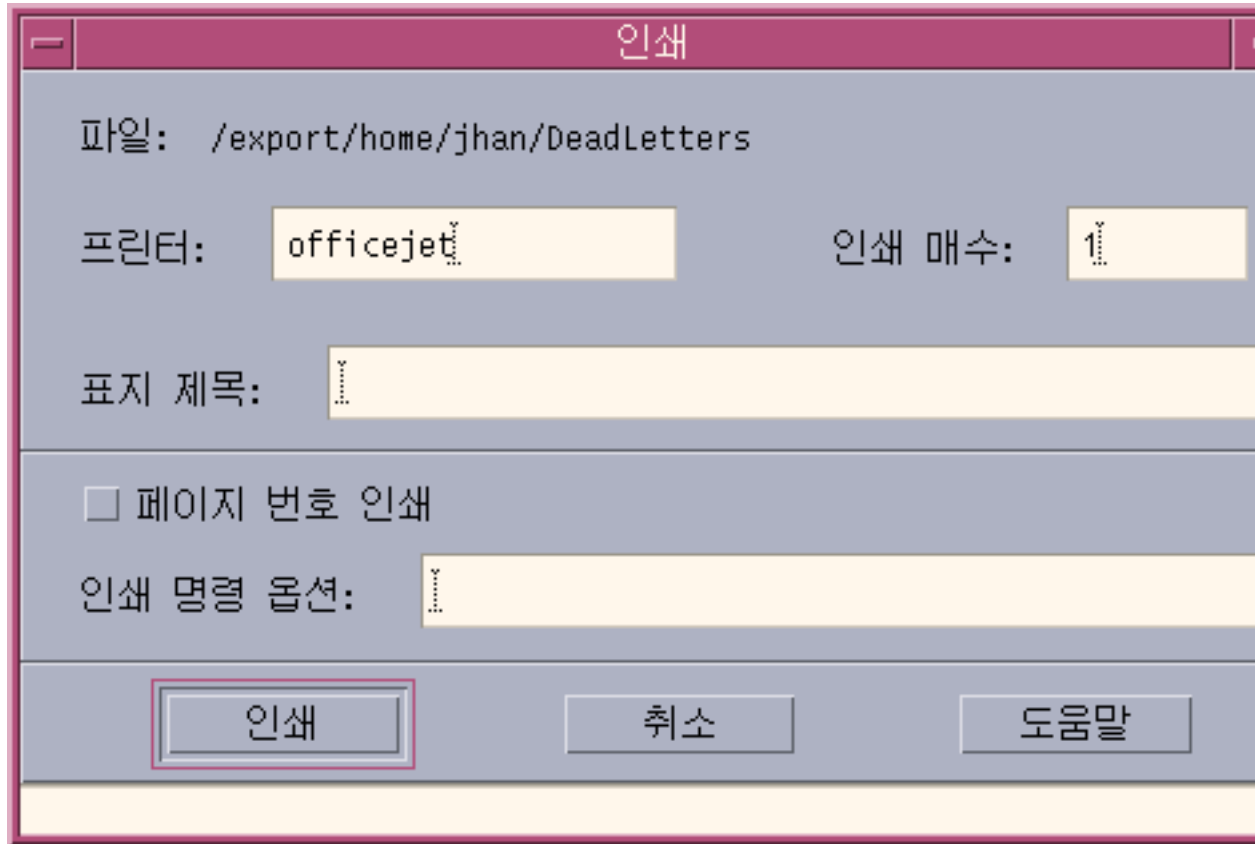 인쇄
파일: /export/home/jhan/DeadLetters
프린터: officejet 인쇄 매수: 1
표지 제목:
페이지 번호 인쇄
인쇄 명령 옵션:
인쇄 취소 도움말